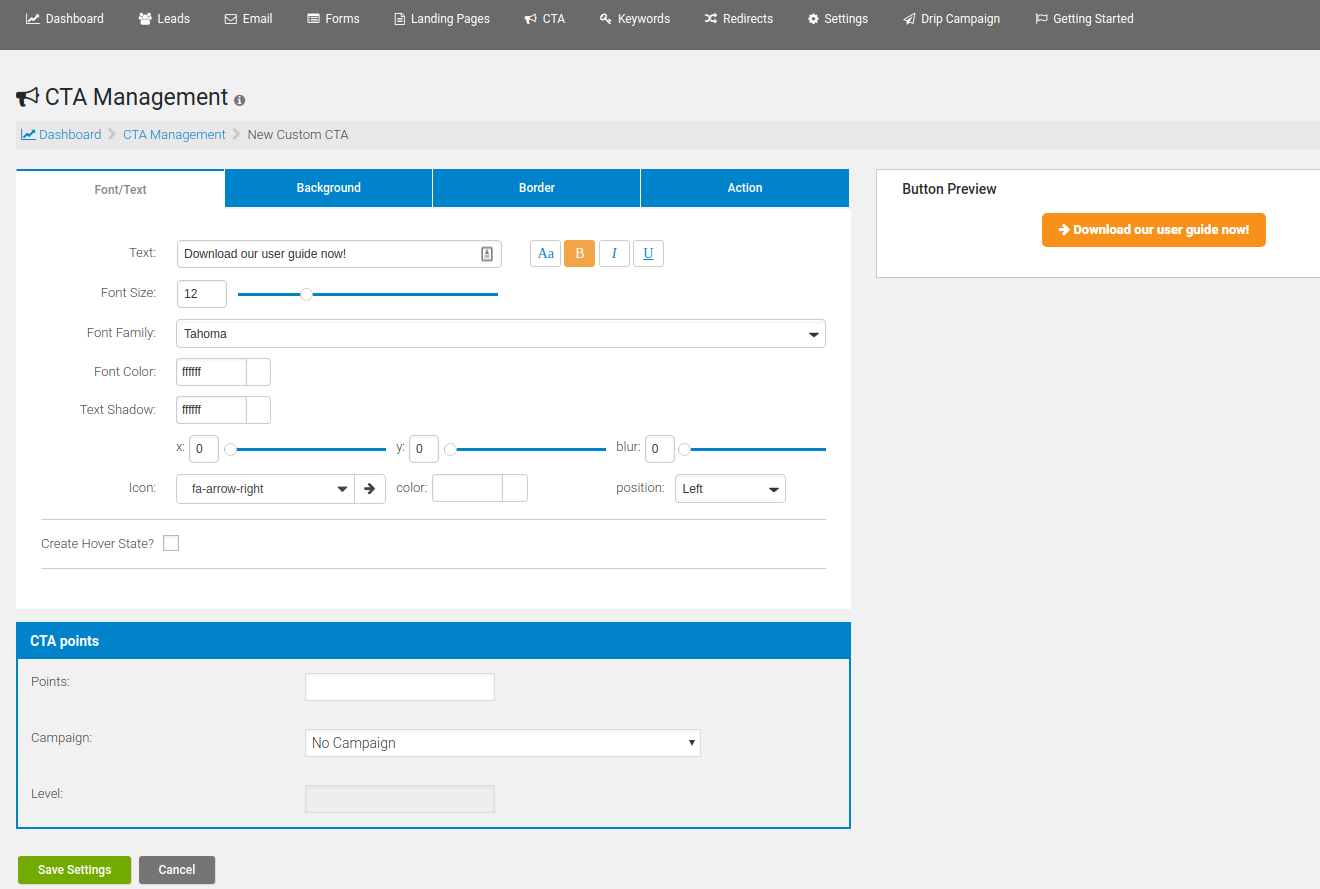 Dashboard Leads Email Forms Landing Pages CTA Keywords Redirects Settings Drip Campaign Getting Started
CTA Management
Dashboard CTA Management New Custom CTA
Font/Text Background Border Action
Text: Download our user guide now! Aa B I U
Font Size: 12
Font Family: Tahoma
Font Color: ffffff
Text Shadow: ffffff
x: 0 y: 0 blur: 0
Icon: fa-arrow-right color: position: Left
Create Hover State?
CTA points
Points:
Campaign: No Campaign
Level:
Save Settings Cancel
Button Preview
Download our user guide now!